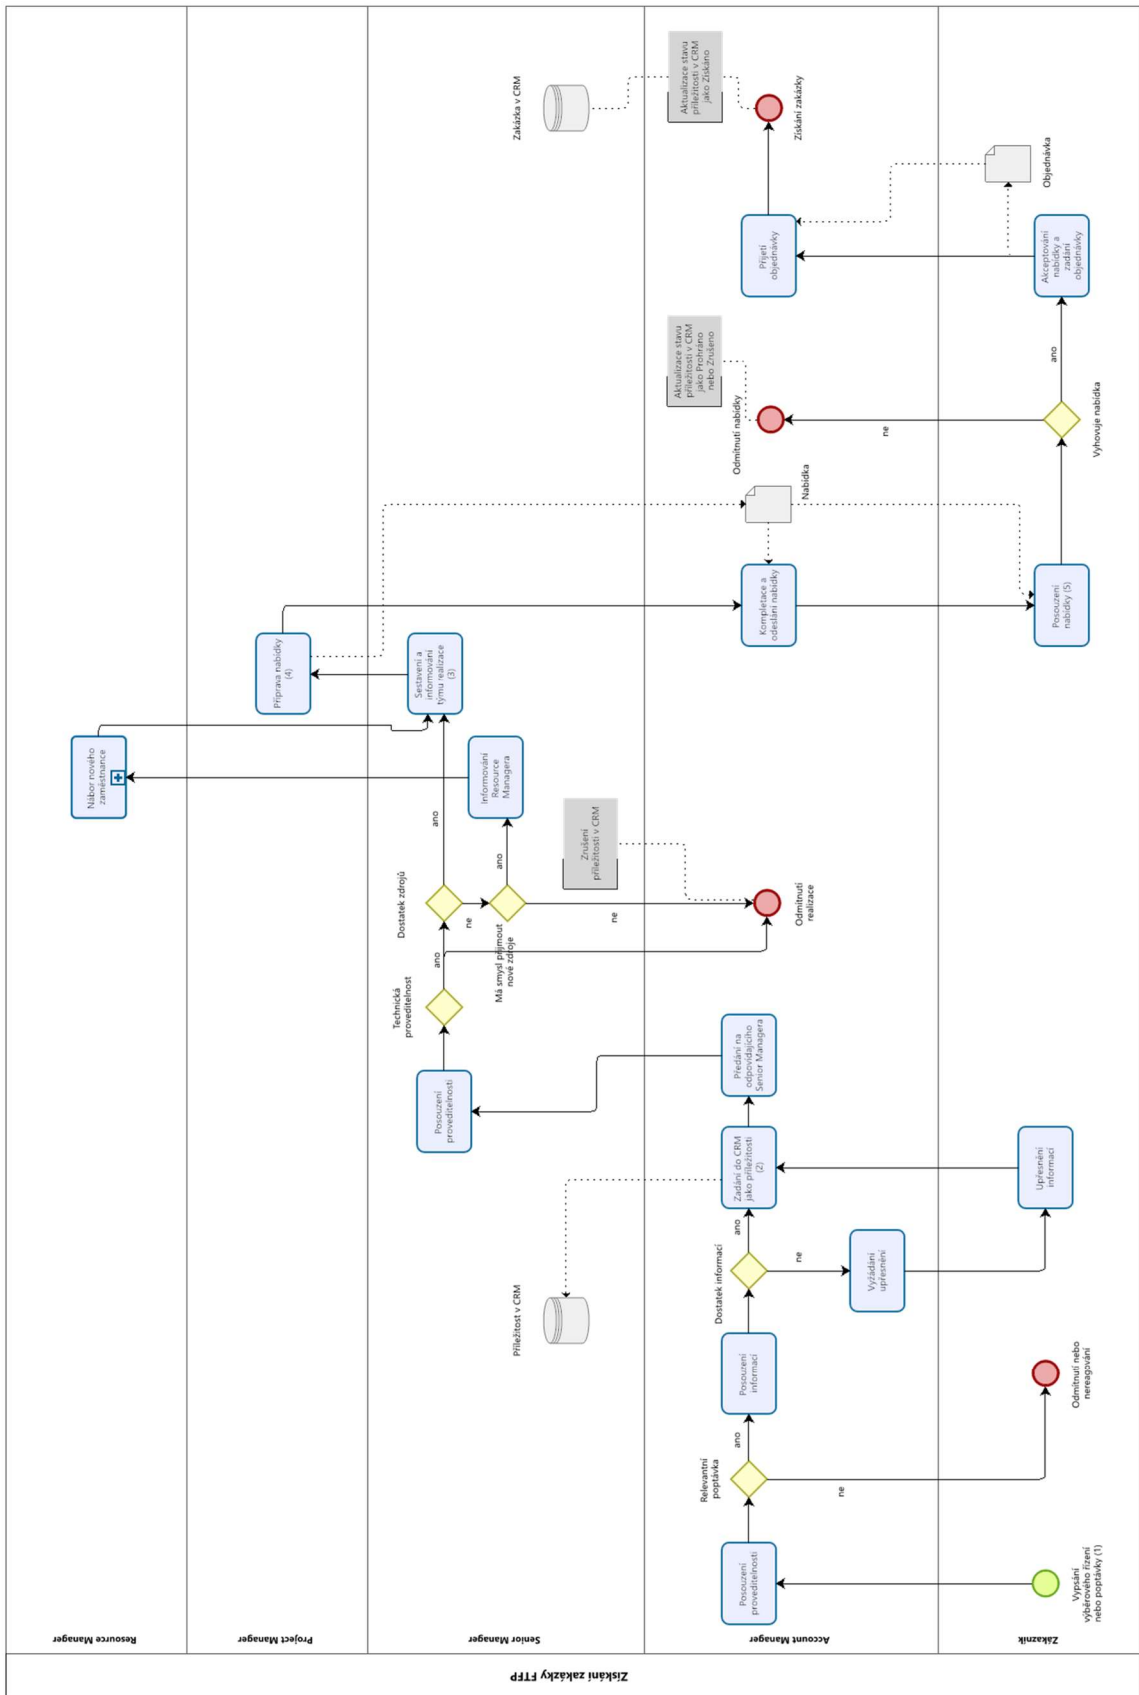 Získání zakázky FTFP
Resource Manager
Project Manager
Senior Manager
Account Manager
Zákazník
Vypsání
výběrového řízení
nebo poptávky (1)
Posouzení
proveditelnosti
Relevantní
poptávka
ano
ne
Odmítnutí nebo
nereagování
Posouzení
informací
Dostatek informací
ano
ne
Vyžádání
upřesnění
Upřesnění
informací
Zadání do CRM
jako příležitosti
(2)
Příležitost v CRM
Předání na
odpovídajícího
Senior Managera
Posouzení
proveditelnosti
Technická
proveditelnost
ano
Dostatek zdrojů
ano
ne
Má smysl přijmout
nové zdroje
ano
ne
Odmítnutí
realizace
Zrušení
příležitosti v CRM
Informování
Resource
Managera
Nábor nového
zaměstnance
Sestavení a
informování
týmu realizace
(3)
Příprava nabídky
(4)
Kompletace a
odeslání nabídky
Nabídka
Posouzení
nabídky (5)
Vyhovuje nabídka
ne
ano
Odmítnutí nabídky
Aktualizace stavu
příležitosti v CRM
jako Prohráno
nebo Zrušeno
Akceptování
nabídky a
zadání
objednávky
Objednávka
Přijetí
objednávky
Získání zakázky
Aktualizace stavu
příležitosti v CRM
jako Získáno
Zakázka v CRM